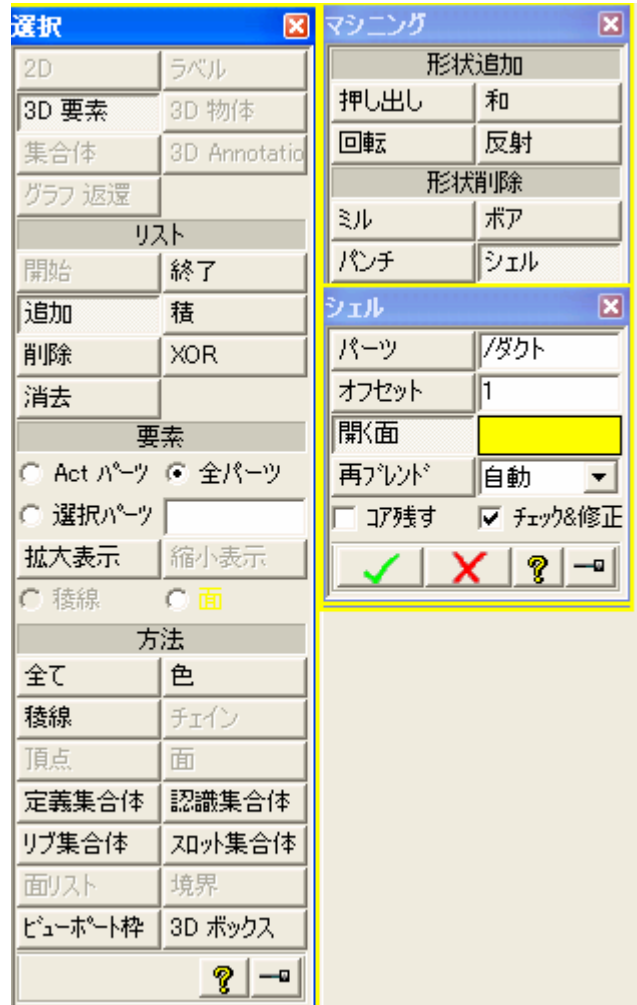 選択
2D ラベル
3D 要素 3D 物体
集合体 3D Annotatio
グラフ 返還
リスト
開始 終了
追加 積
削除 XOR
消去
要素
Act パーツ 全パーツ
選択パーツ
拡大表示 縮小表示
稜線 面
方法
全て 色
稜線 チェイン
頂点 面
定義集合体 認識集合体
リブ集合体 スロット集合体
面リスト 境界
ビューポート枠 3D ボックス
マシニング
形状追加
押し出し 和
回転 反射
形状削除
ミル ボア
パンチ シェル
シェル
パーツ /ダクト
オフセット 1
開く面
再ブレンド 自動
コア残す チェック&修正